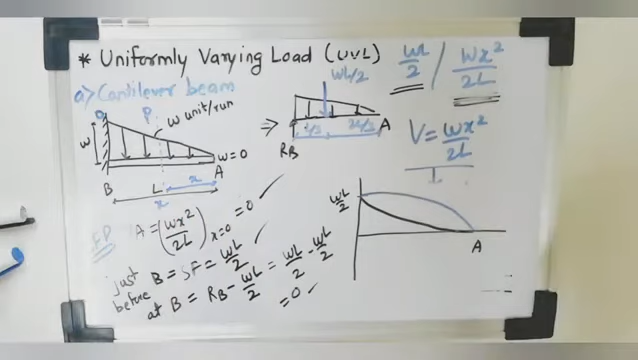 * Uniformly Varying Load (UVL)
WL/2 / Wx²/2L
a) Cantilever beam
WL/2
w unit/run
w
w=0
B
A
L
x
x
⇒
L/3
2L/3
RB
A
V = Wx²/2L
A = (Wx²/2L) x=0 = 0
just before B = SF = WL/2
at B = RB - WL/2 = WL/2 - WL/2
= 0
WL/2
A